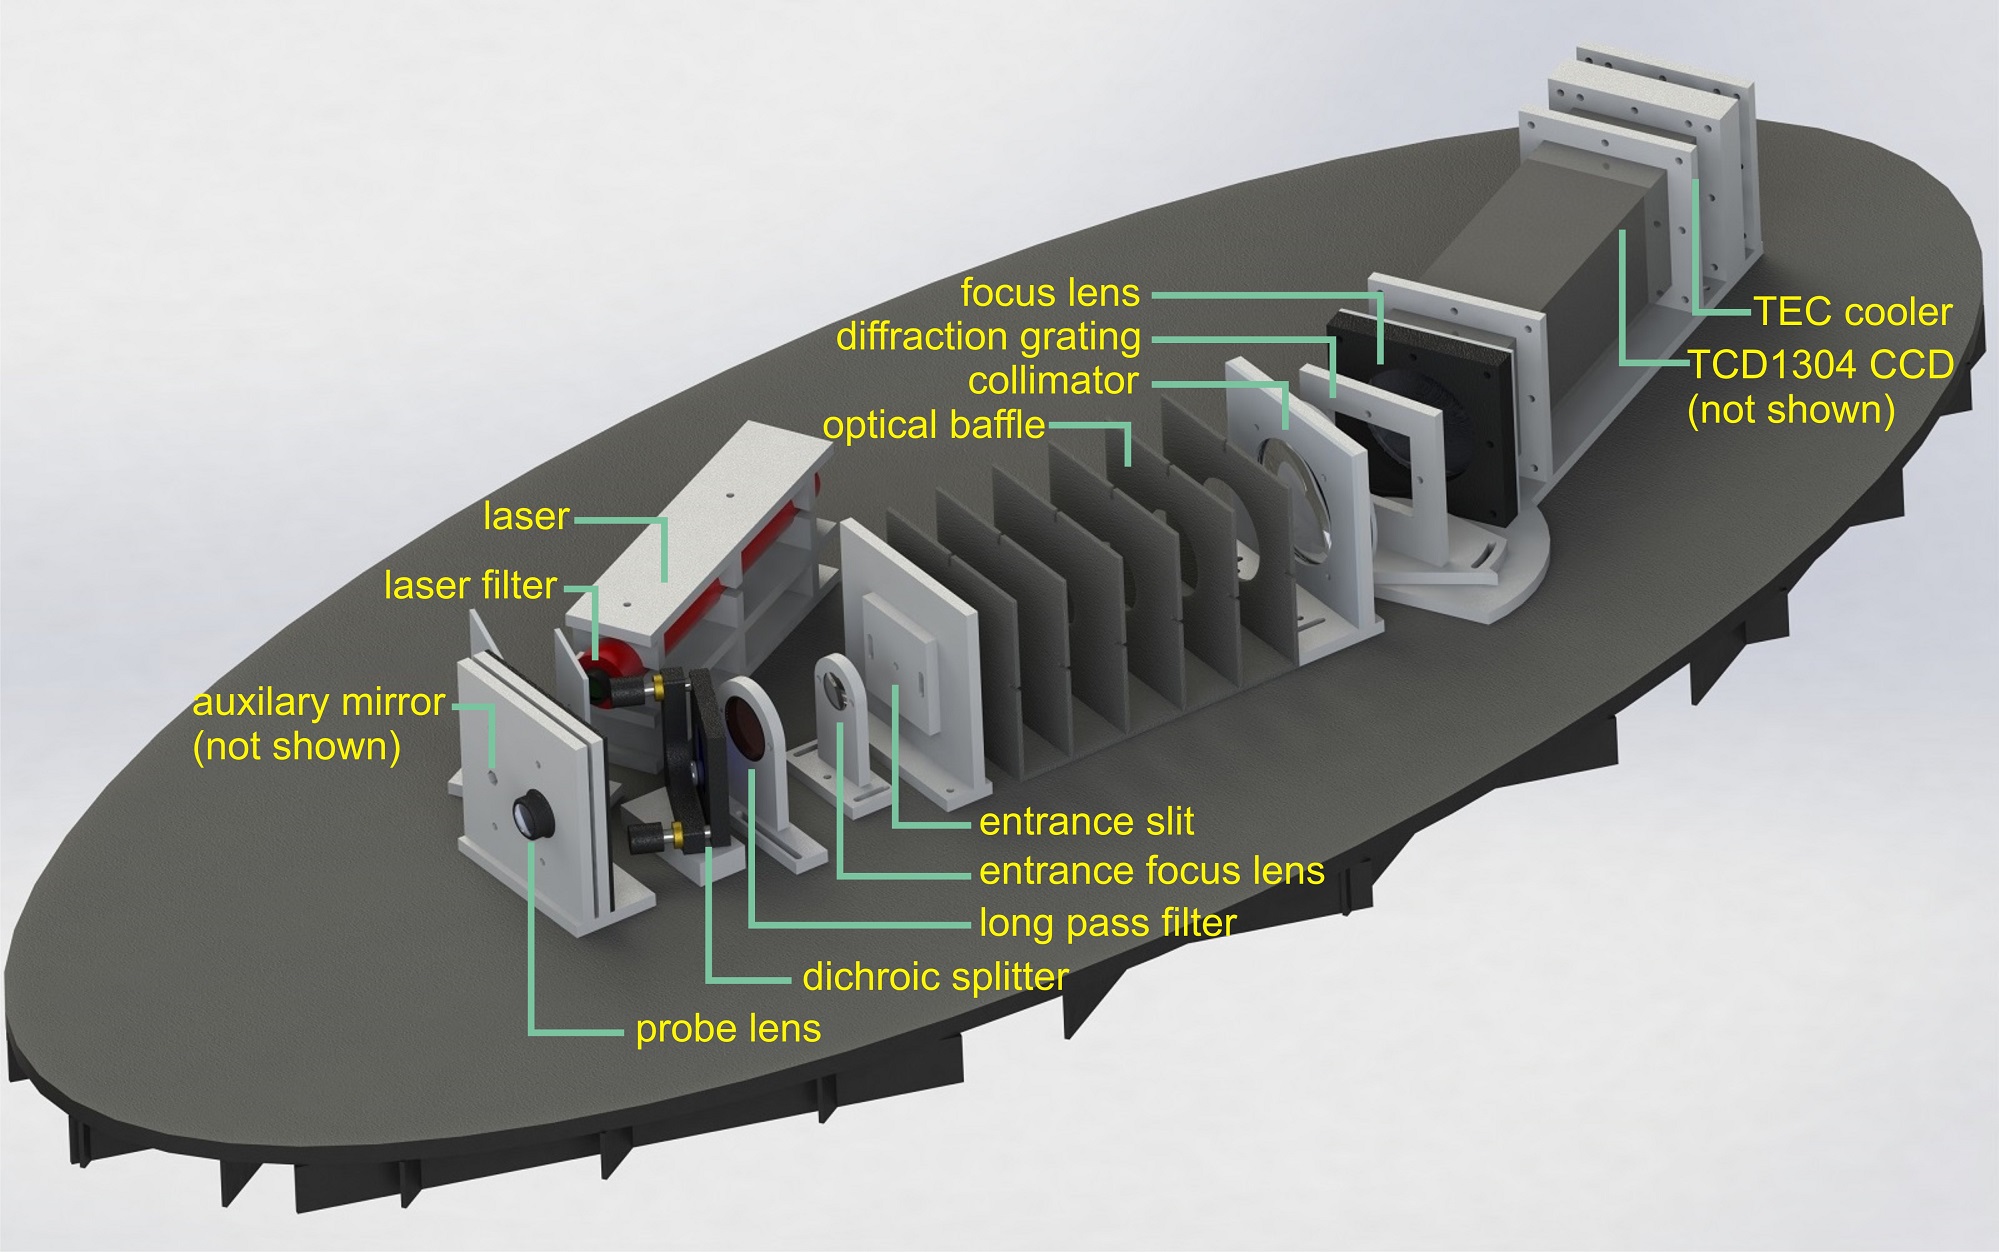 focus lens
diffraction grating
collimator
optical baffle
TEC cooler
TCD1304 CCD
(not shown)
laser
laser filter
auxilary mirror
(not shown)
entrance slit
entrance focus lens
long pass filter
dichroic splitter
probe lens